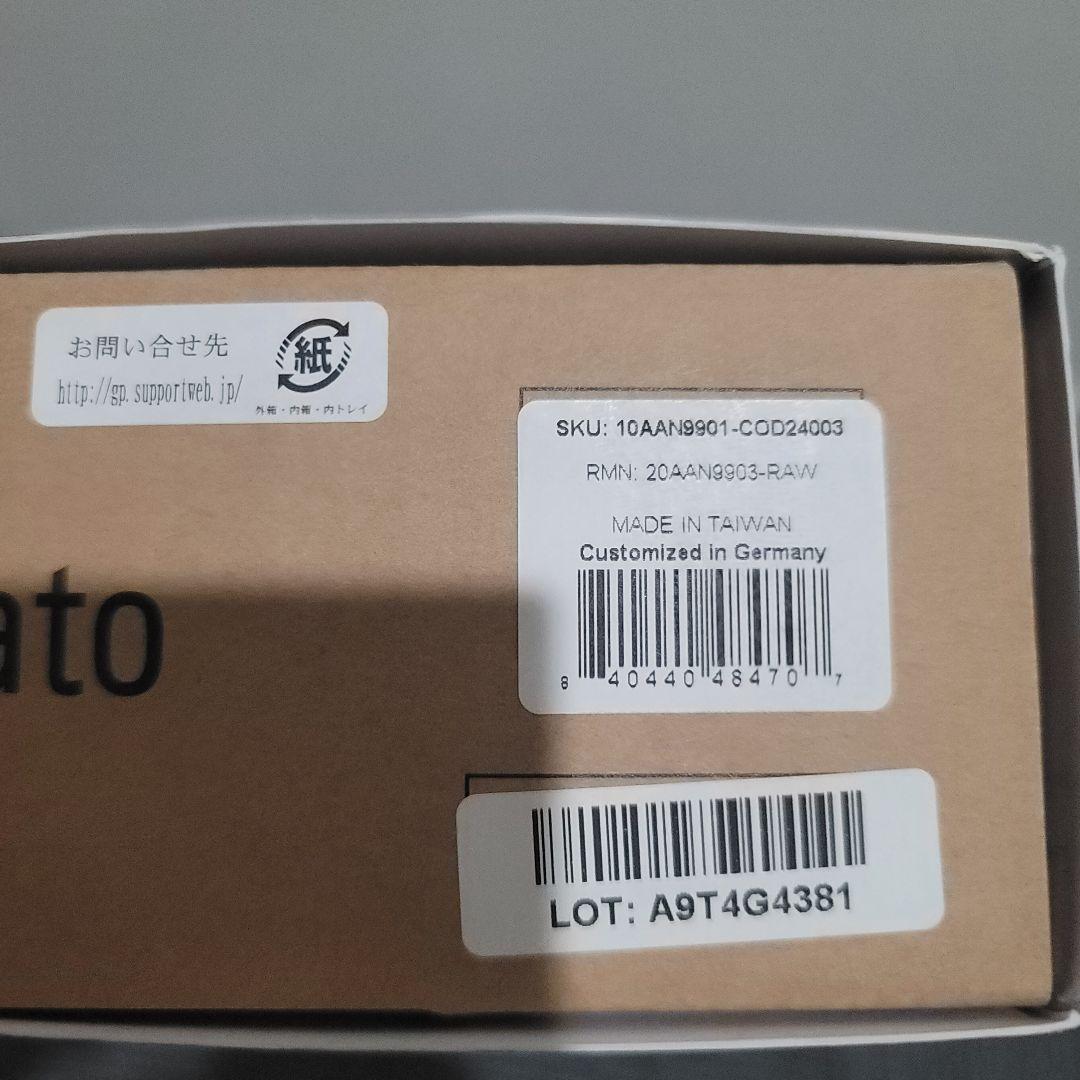 お問い合せ先
http://gp.supportweb.jp/
紙
外箱・内箱・内トレイ
SKU: 10AAN9901-COD24003
RMN: 20AAN9903-RAW
MADE IN TAIWAN
Customized in Germany
8 40440 48470 7
ato
LOT: A9T4G4381